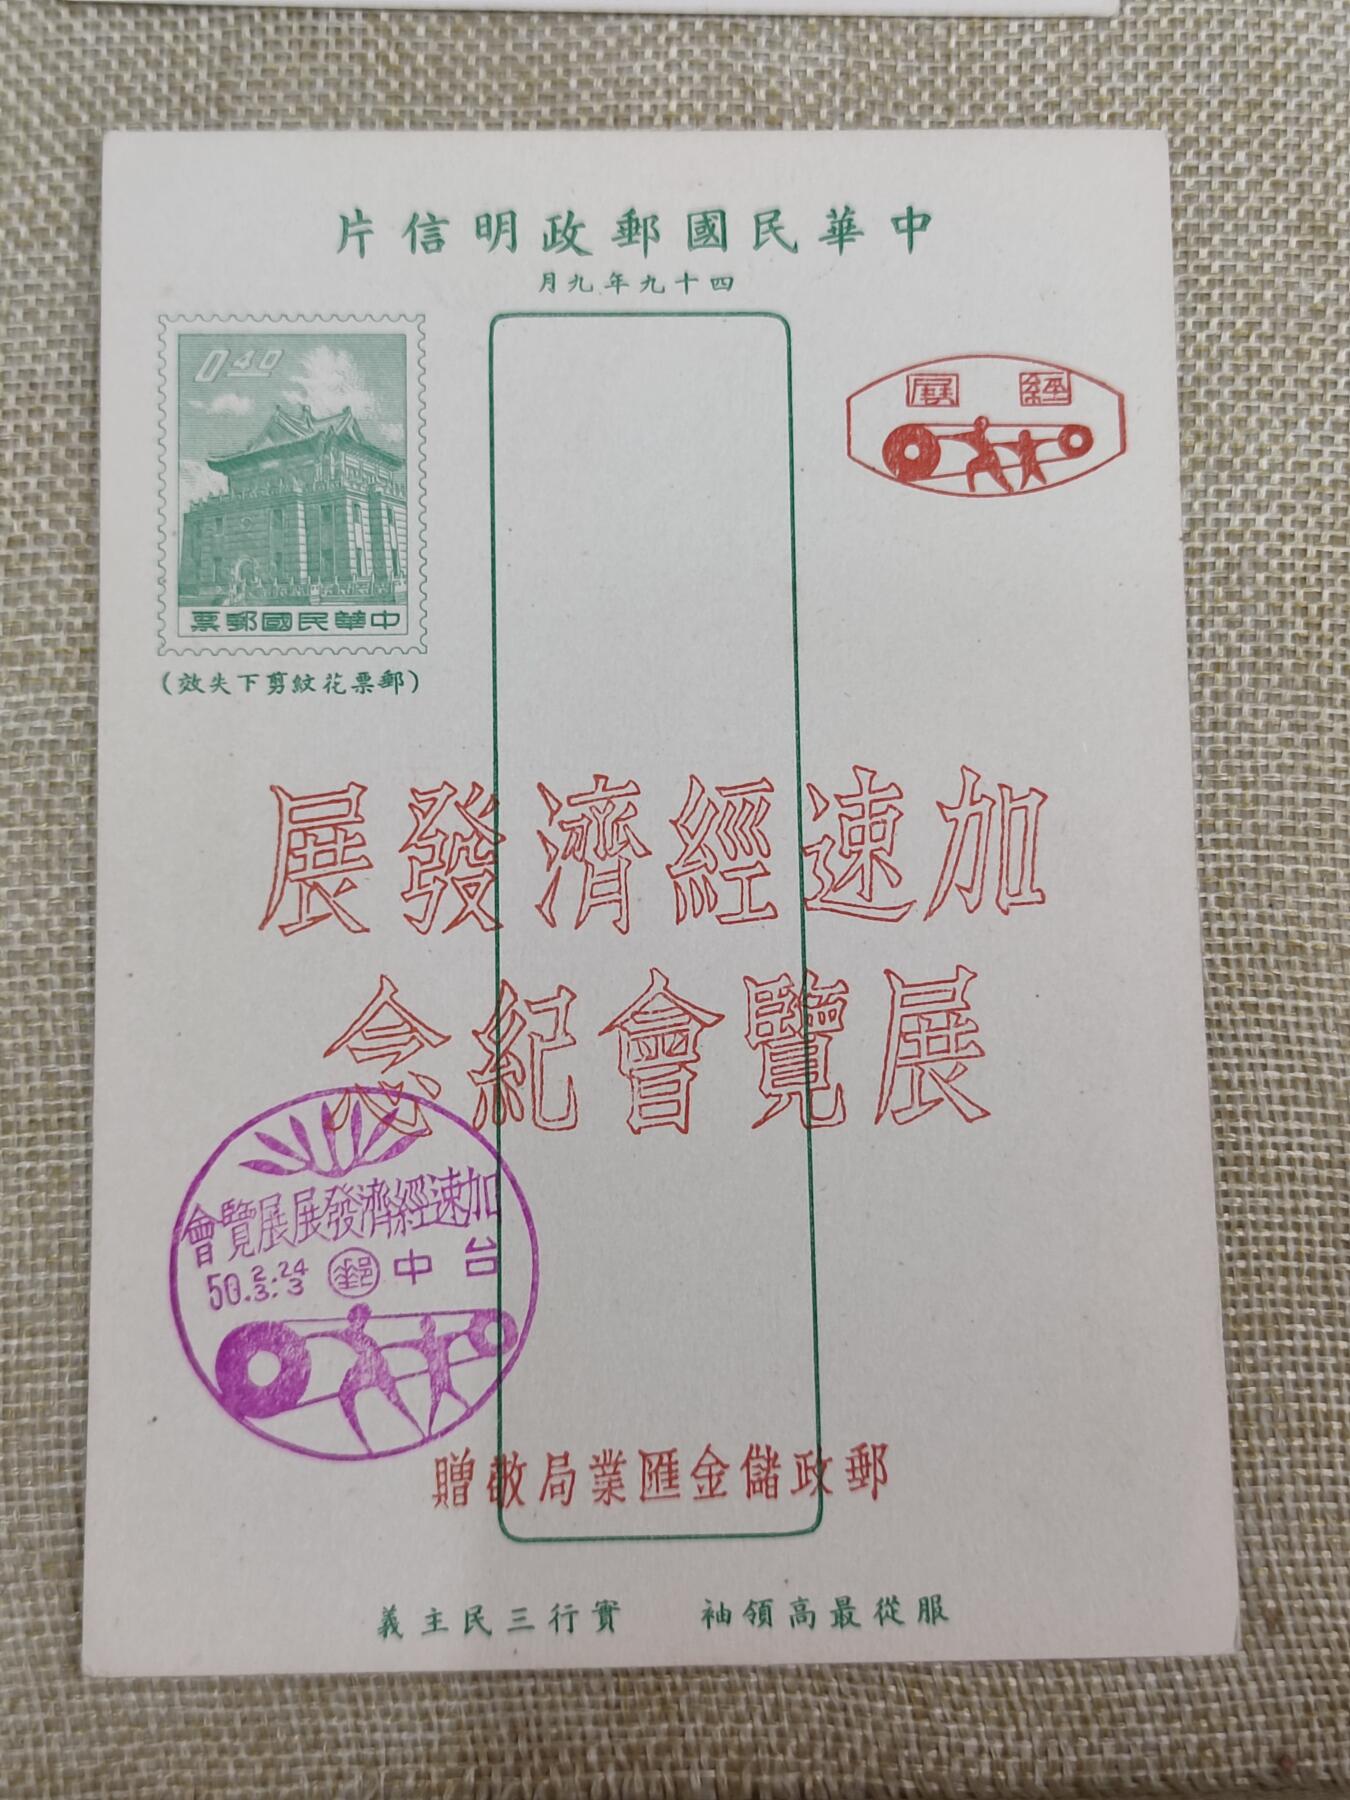 中華民國郵政明信片
四十九年九月
0.40
中華民國郵票
(郵票花紋剪下失效)
經展
加速經濟發展
展覽會紀念
加速經濟發展展覽會
台中 郵 50.2.24
3.3
郵政儲金匯業局敬贈
服從最高領袖 實行三民主義